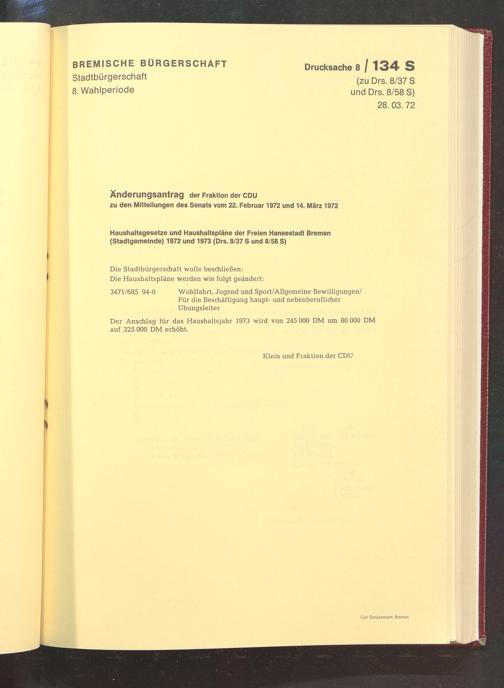 BREMISCHE BÜRGERSCHAFT
Stadtbürgerschaft
8. Wahlperiode
Drucksache 8 / 134 S
(zu Drs. 8/37 S
und Drs. 8/58 S)
28. 03. 72
Änderungsantrag der Fraktion der CDU
zu den Mitteilungen des Senats vom 22. Februar 1972 und 14. März 1972
Haushaltsgesetze und Haushaltspläne der Freien Hansestadt Bremen
(Stadtgemeinde) 1972 und 1973 (Drs. 8/37 S und 8/58 S)
Die Stadtbürgerschaft wolle beschließen:
Die Haushaltspläne werden wie folgt geändert:
3471/685 94-0 Wohlfahrt, Jugend und Sport/Allgemeine Bewilligungen/
Für die Beschäftigung haupt- und nebenberuflicher
Übungsleiter
Der Anschlag für das Haushaltsjahr 1973 wird von 245 000 DM um 80 000 DM
auf 325 000 DM erhöht.
Klein und Fraktion der CDU
Carl Schünemann Bremen